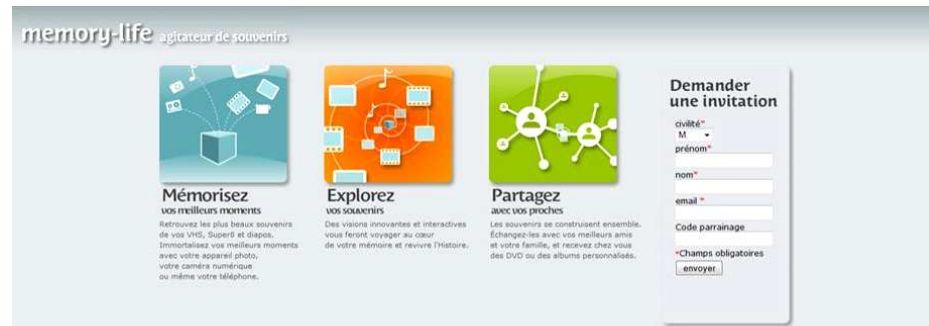 memory-life agitateur de souvenirs
Mémorisez
vos meilleurs moments
Retrouvez les plus beaux souvenirs
de vos VHS, Super8 et diapos.
Immortalisez vos meilleurs moments
avec votre appareil photo,
votre caméra numérique
ou même votre téléphone.
Explorez
vos souvenirs
Des visions innovantes et interactives
vous feront voyager au cœur
de votre mémoire et revivre l'Histoire.
Partagez
avec vos proches
Les souvenirs se construisent ensemble.
Échangez-les avec vos meilleurs amis
et votre famille, et recevez chez vous
des DVD ou des albums personnalisés.
Demander
une invitation
civilité*
M
prénom*
nom*
email *
Code parrainage
*Champs obligatoires
envoyer